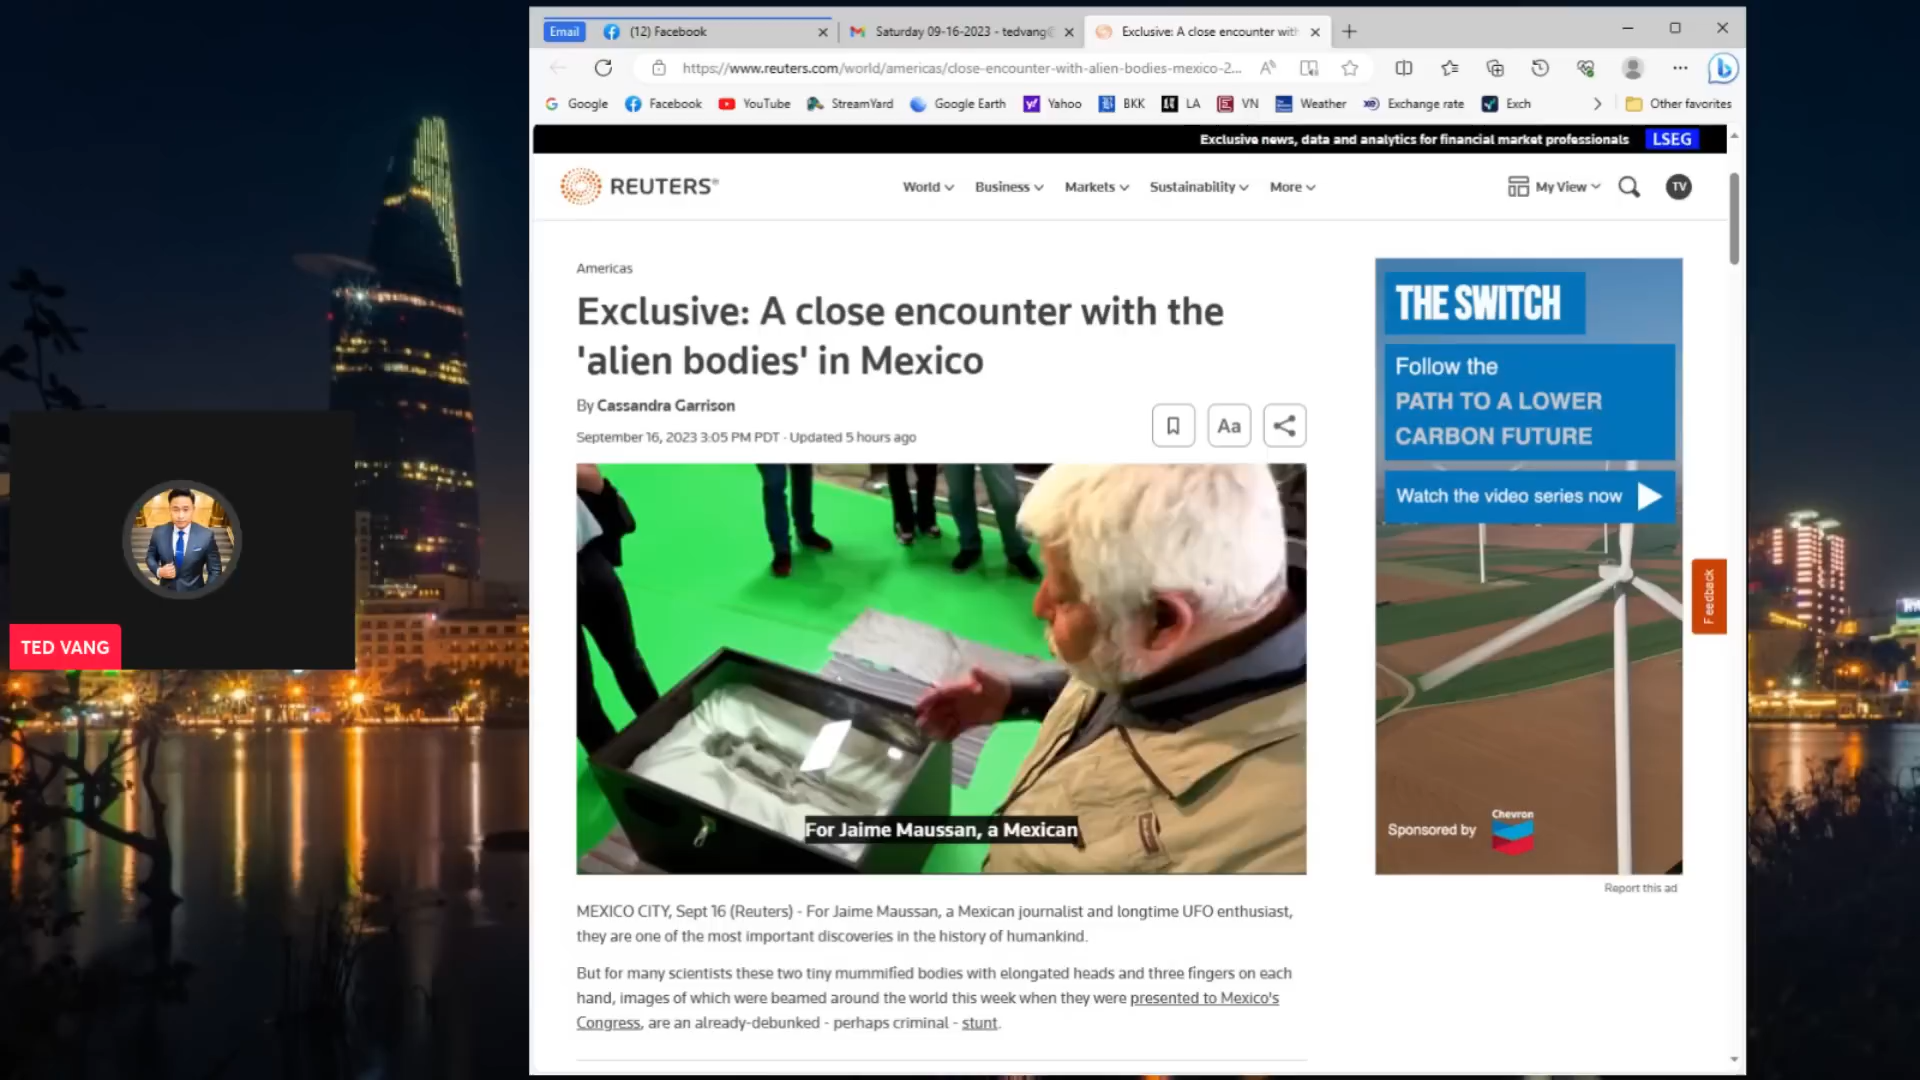 Email
(12) Facebook
Saturday 09-16-2023 - tedvang
Exclusive: A close encounter wit
https://www.reuters.com/world/americas/close-encounter-with-alien-bodies-mexico-2...
Google
Facebook
YouTube
StreamYard
Google Earth
Yahoo
BKK
LA
VN
Weather
Exchange rate
Exch
Other favorites
Exclusive news, data and analytics for financial market professionals
LSEG
REUTERS®
World
Business
Markets
Sustainability
More
My View
TV
Americas
Exclusive: A close encounter with the
'alien bodies' in Mexico
By Cassandra Garrison
September 16, 2023 3:05 PM PDT · Updated 5 hours ago
Aa
For Jaime Maussan, a Mexican
MEXICO CITY, Sept 16 (Reuters) - For Jaime Maussan, a Mexican journalist and longtime UFO enthusiast,
they are one of the most important discoveries in the history of humankind.
But for many scientists these two tiny mummified bodies with elongated heads and three fingers on each
hand, images of which were beamed around the world this week when they were presented to Mexico's
Congress, are an already-debunked - perhaps criminal - stunt.
THE SWITCH
Follow the
PATH TO A LOWER
CARBON FUTURE
Watch the video series now
Sponsored by
Chevron
Report this ad
Feedback
TED VANG